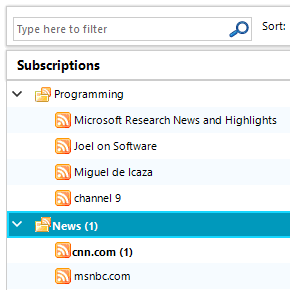 Type here to filter
Sort:
Subscriptions
Programming
Microsoft Research News and Highlights
Joel on Software
Miguel de Icaza
channel 9
News (1)
cnn.com (1)
msnbc.com